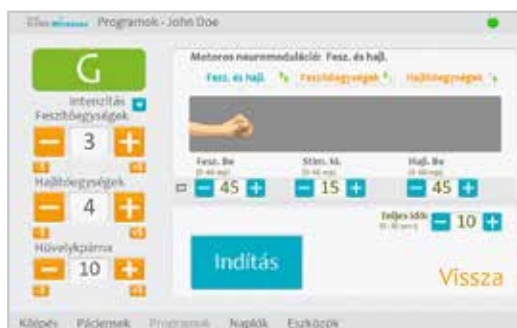 Programok - John Doe
G
Intenzitás
Feszítőegységek
3
Hajlítóegységek
4
Hüvelykpárna
10
Motoros neuromoduláció: Fesz. és hajl.
Fesz. és hajl. Feszítőegységek Hajlítóegységek
Fesz. Be Stim. ki. Hajl. Be
45 15 45
Teljes idő:
10
Indítás
Vissza
Kilépés Páciensek Programok Naplók Eszközök